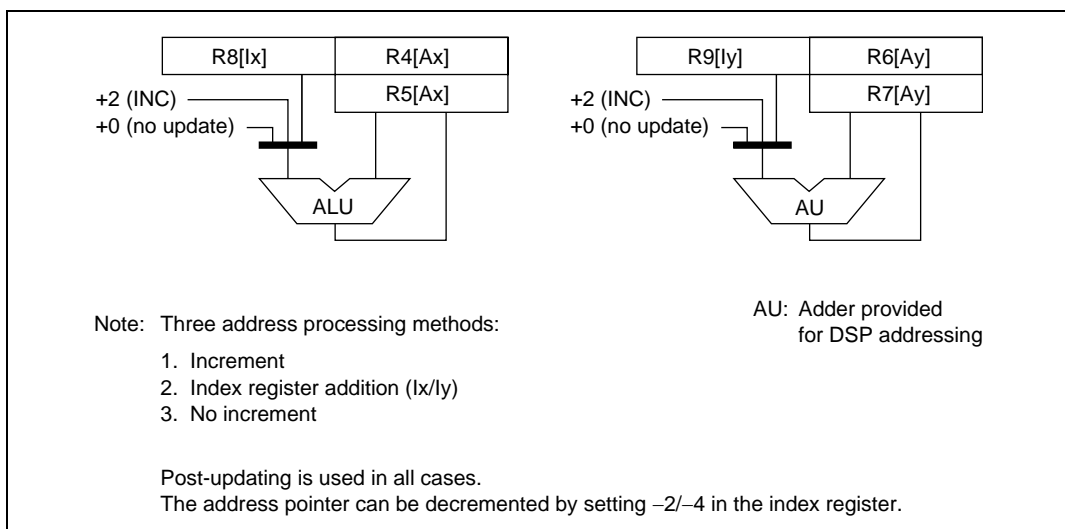 R8[Ix] R4[Ax]
R5[Ax]
+2 (INC)
+0 (no update)
ALU
R9[Iy] R6[Ay]
R7[Ay]
+2 (INC)
+0 (no update)
AU
AU: Adder provided
for DSP addressing
Note: Three address processing methods:
1. Increment
2. Index register addition (Ix/Iy)
3. No increment
Post-updating is used in all cases.
The address pointer can be decremented by setting −2/−4 in the index register.